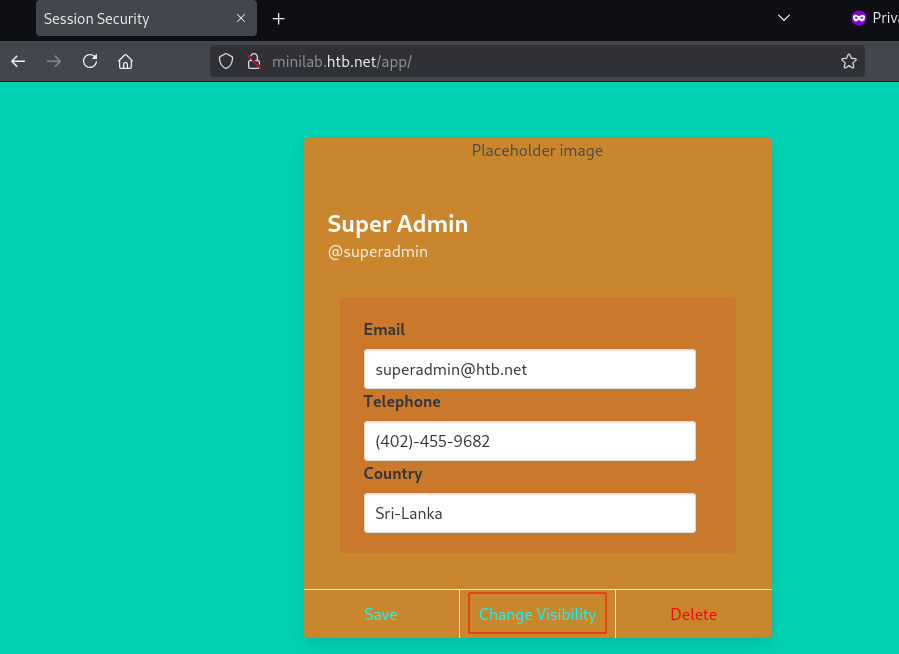 Session Security
Priva
minilab.htb.net/app/
Placeholder image
Super Admin
@superadmin
Email
superadmin@htb.net
Telephone
(402)-455-9682
Country
Sri-Lanka
Save
Change Visibility
Delete